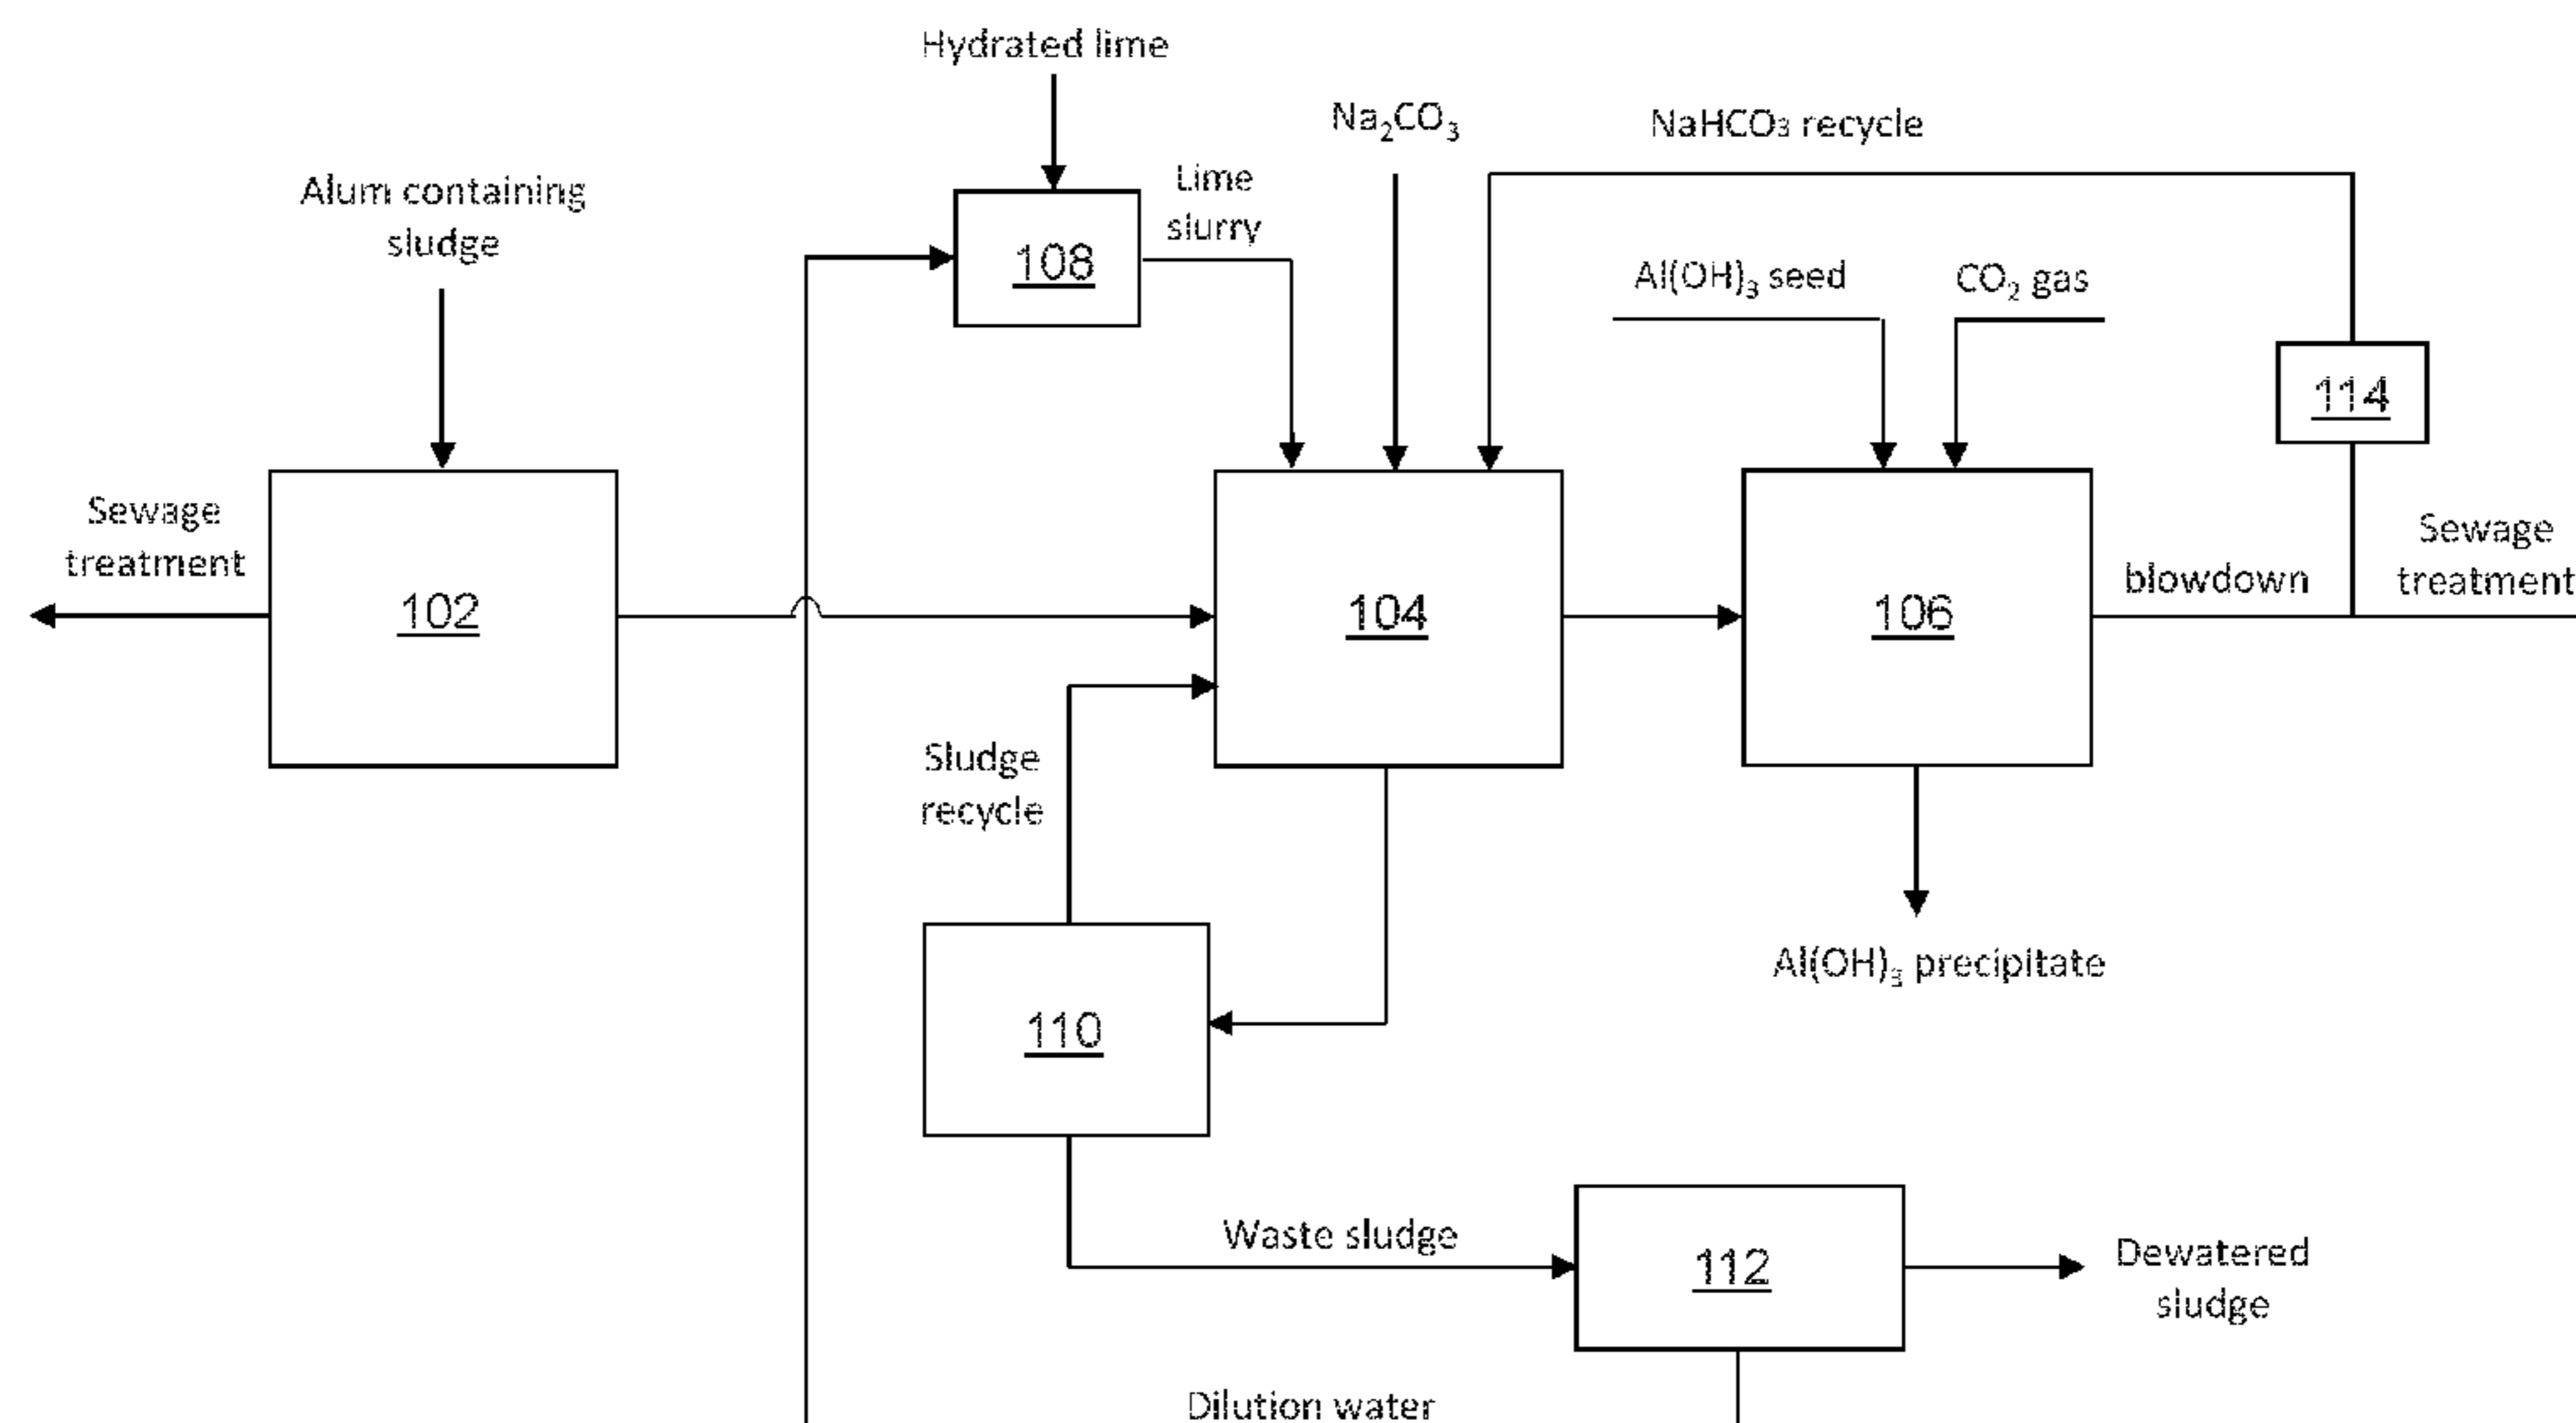 Hydrated lime
Na₂CO₃
NaHCO₃ recycle
Alum containing
sludge
Lime
slurry
108
Al(OH)₃ seed
CO₂ gas
114
Sewage
treatment
102
104
106
blowdown
Sewage
treatment
Sludge
recycle
Al(OH)₃ precipitate
110
Waste sludge
112
Dewatered
sludge
Dilution water